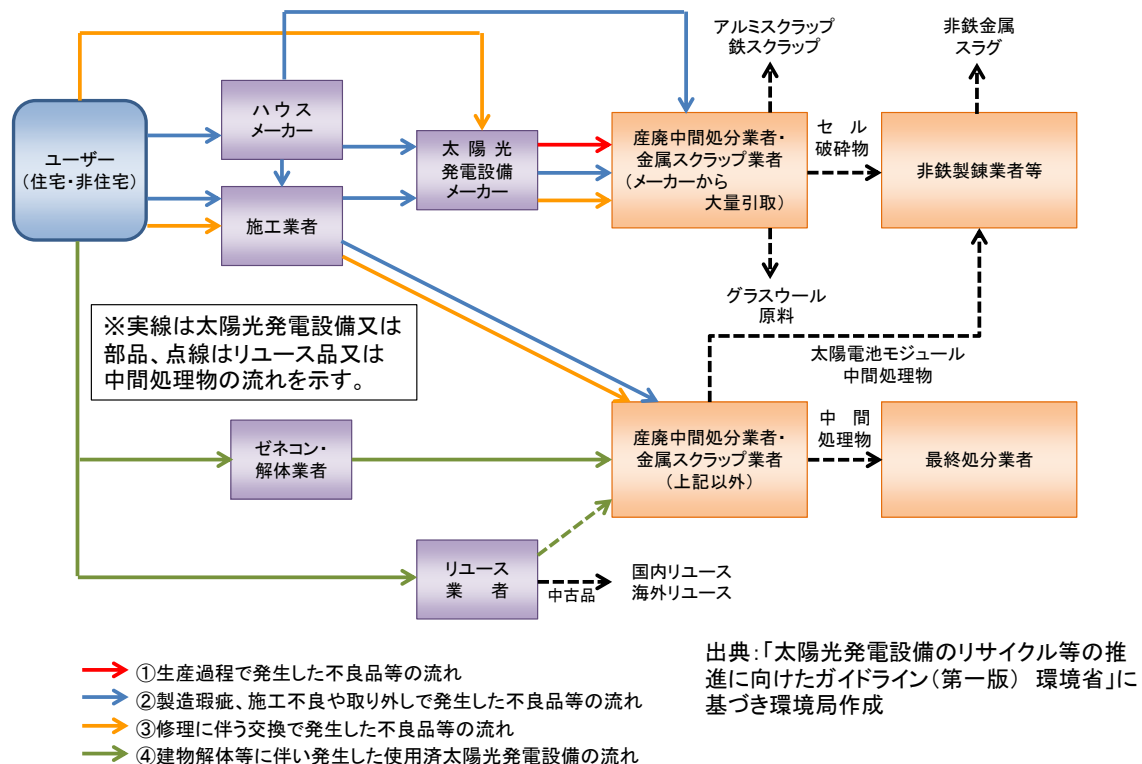 アルミスクラップ
鉄スクラップ
非鉄金属
スラグ
ハウス
メーカー
ユーザー
（住宅・非住宅）
太 陽 光
発電設備
メーカー
産廃中間処分業者・
金属スクラップ業者
（メーカーから
大量引取）
セ ル
破砕物
非鉄製錬業者等
施工業者
グラスウール
原料
※実線は太陽光発電設備又は
部品、点線はリユース品又は
中間処理物の流れを示す。
太陽電池モジュール
中間処理物
ゼネコン・
解体業者
産廃中間処分業者・
金属スクラップ業者
（上記以外）
中 間
処理物
最終処分業者
リユース
業 者
中古品
国内リユース
海外リユース
①生産過程で発生した不良品等の流れ
②製造瑕疵、施工不良や取り外しで発生した不良品等の流れ
③修理に伴う交換で発生した不良品等の流れ
④建物解体等に伴い発生した使用済太陽光発電設備の流れ
出典：「太陽光発電設備のリサイクル等の推
進に向けたガイドライン（第一版） 環境省」に
基づき環境局作成